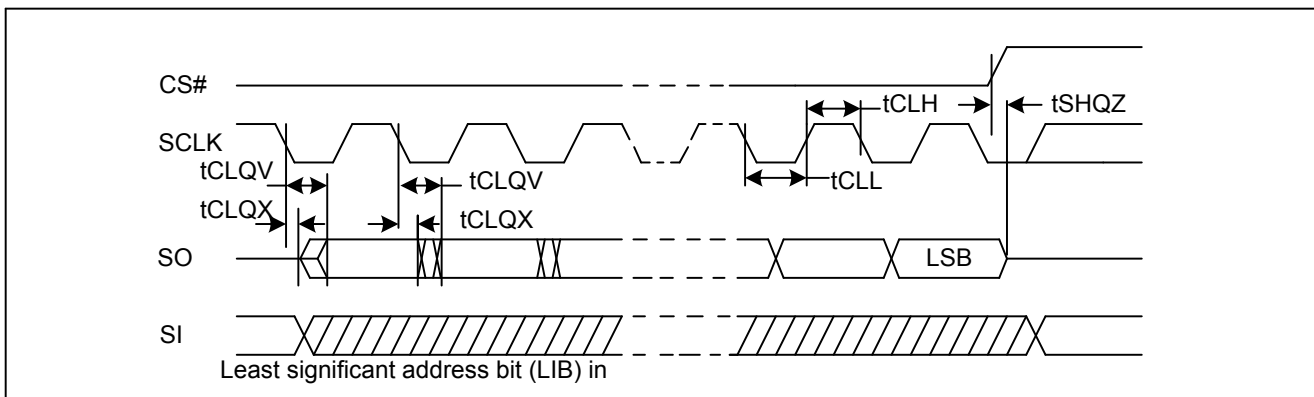 CS#
tCLH
tSHQZ
SCLK
tCLQV
tCLQV
tCLL
tCLQX
tCLQX
SO
LSB
SI
Least significant address bit (LIB) in